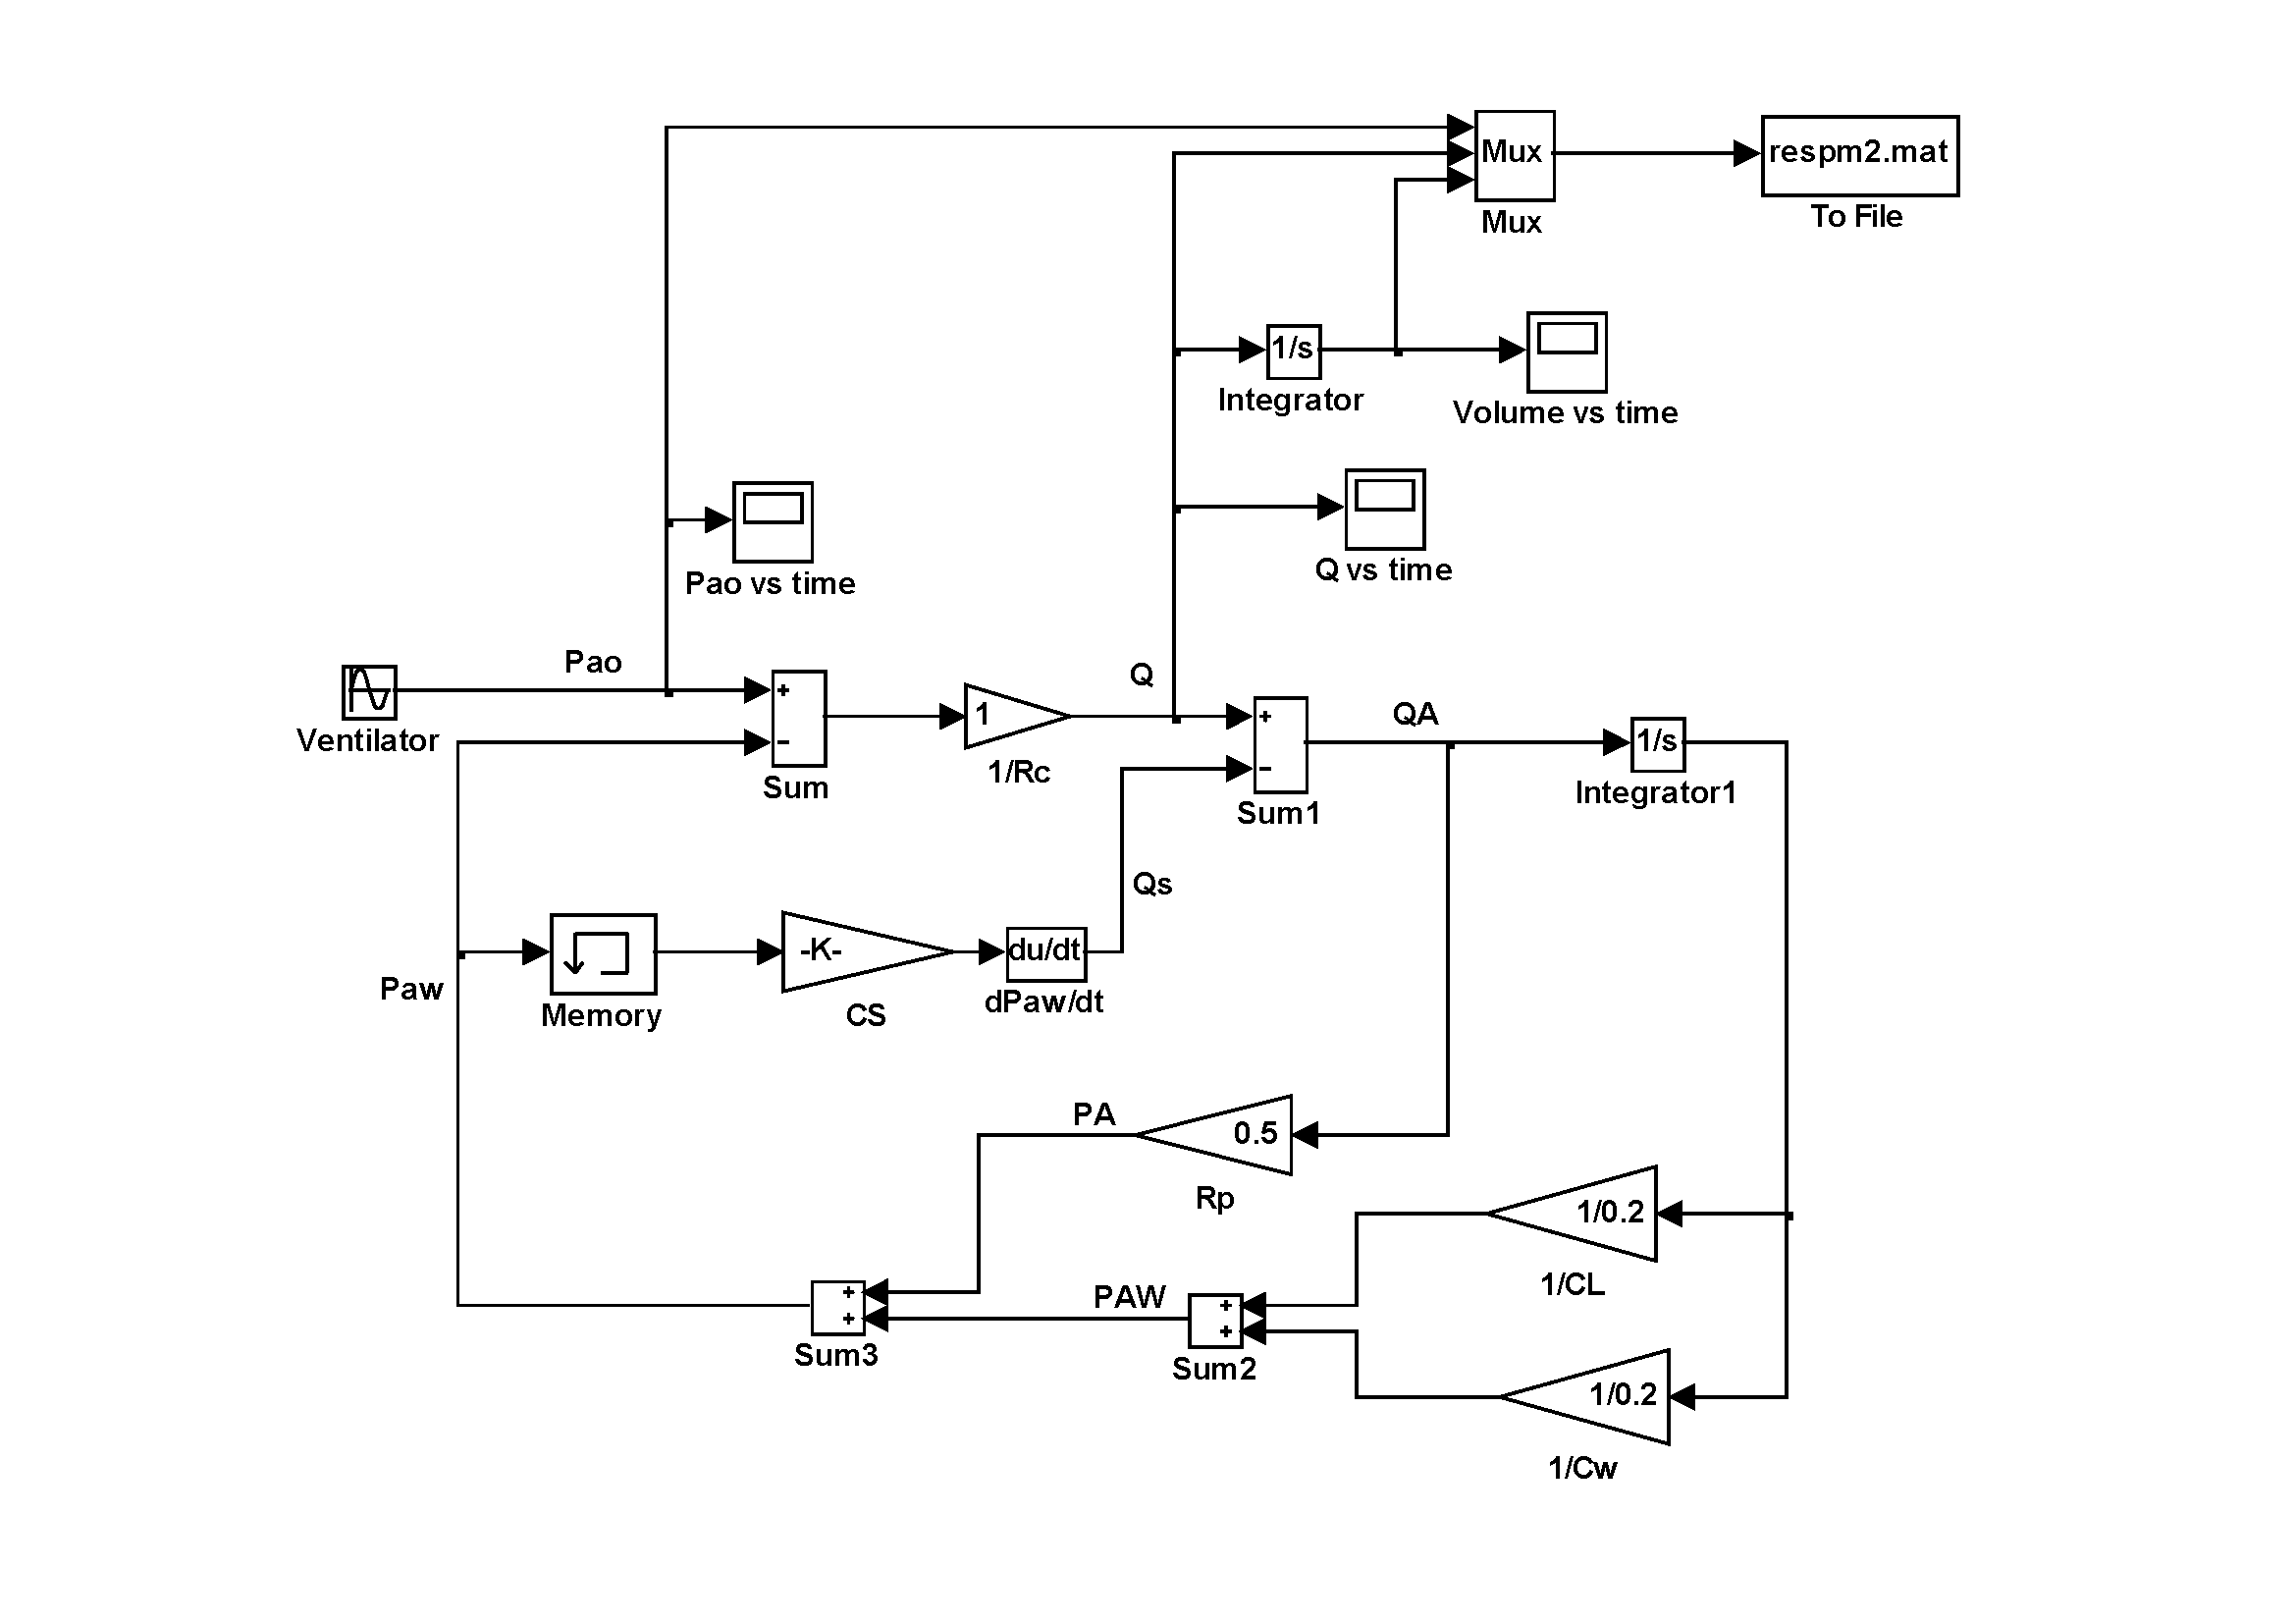 Mux
respm2.mat
Mux
To File
1/s
Integrator
Volume vs time
Q vs time
Pao vs time
Pao
Ventilator
+
-
Sum
1
1/Rc
Q
+
-
Sum1
QA
1/s
Integrator1
Qs
Paw
Memory
-K-
CS
du/dt
dPaw/dt
PA
0.5
Rp
1/0.2
1/CL
+
+
Sum3
PAW
+
+
Sum2
1/0.2
1/Cw